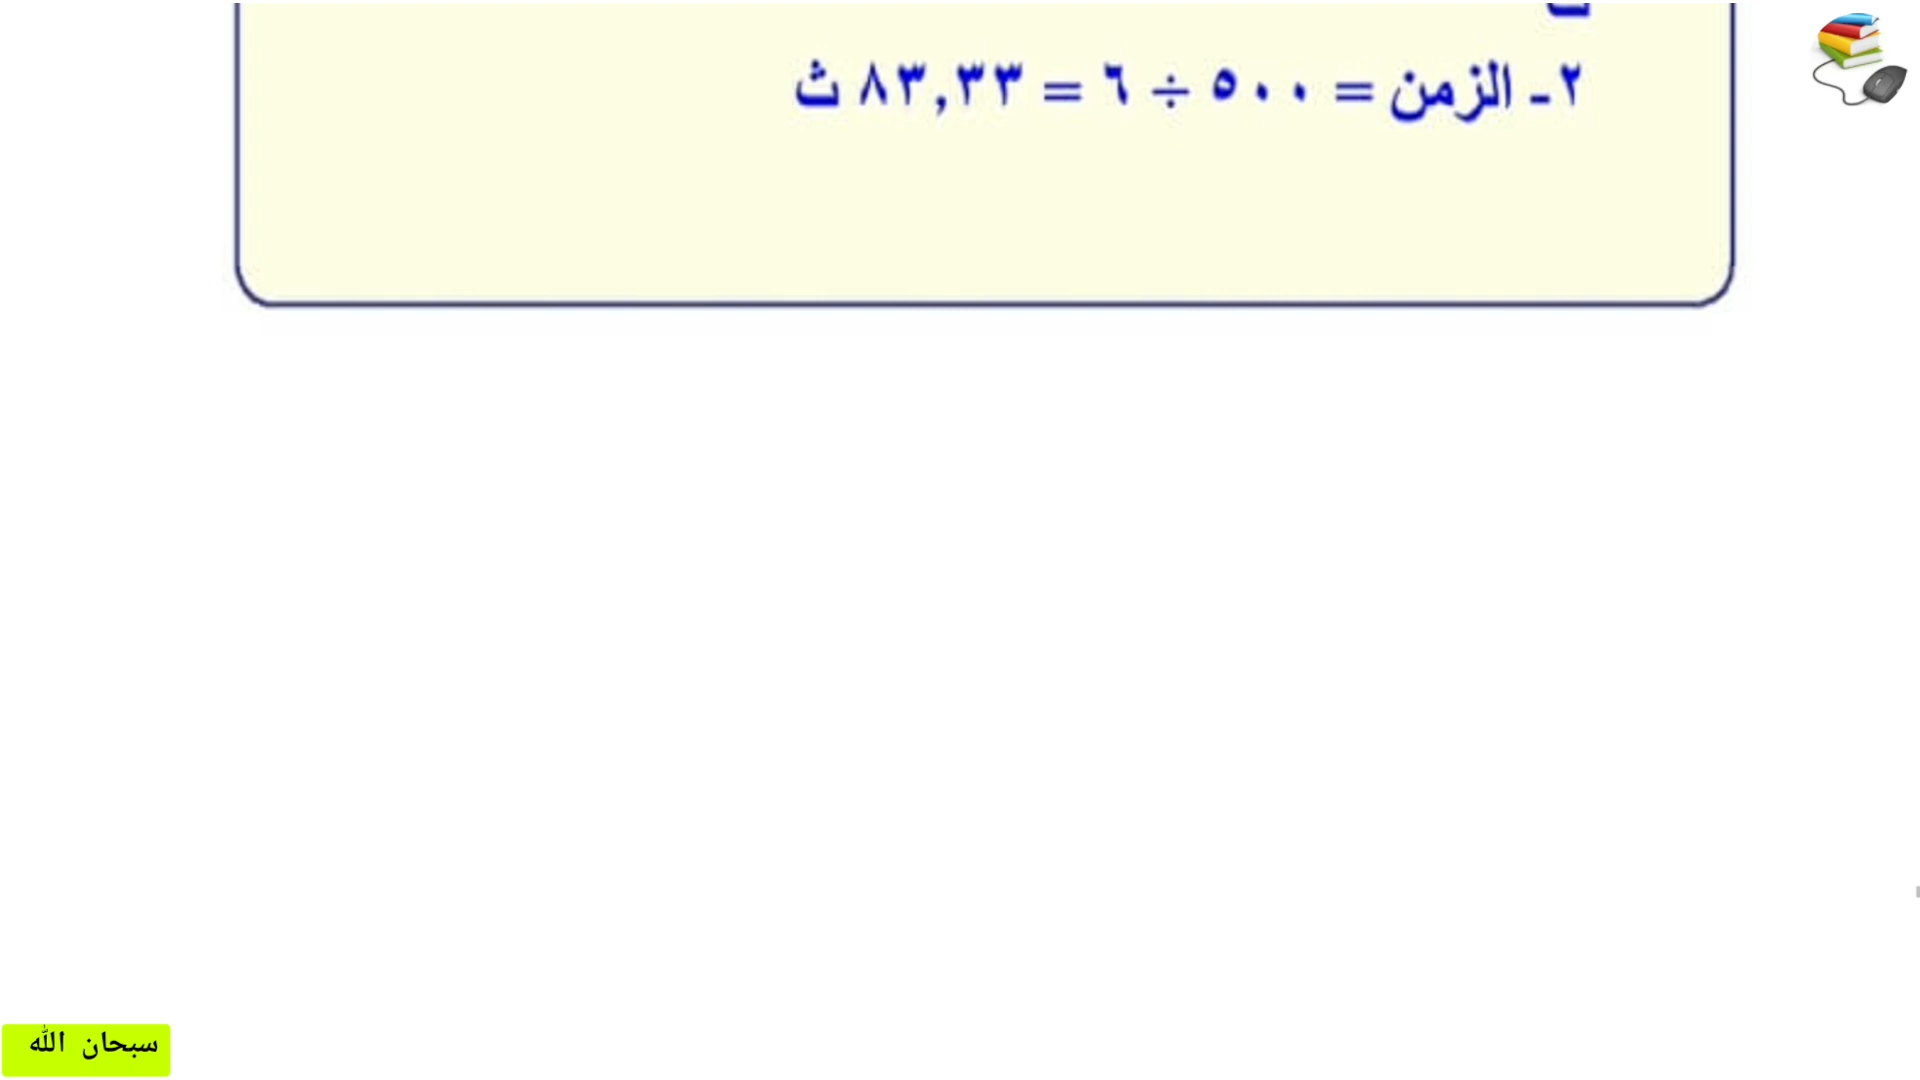 ٢- الزمن = ٥٠٠ ÷ ٦ = ٨٣,٣٣ ث
سبحان الله